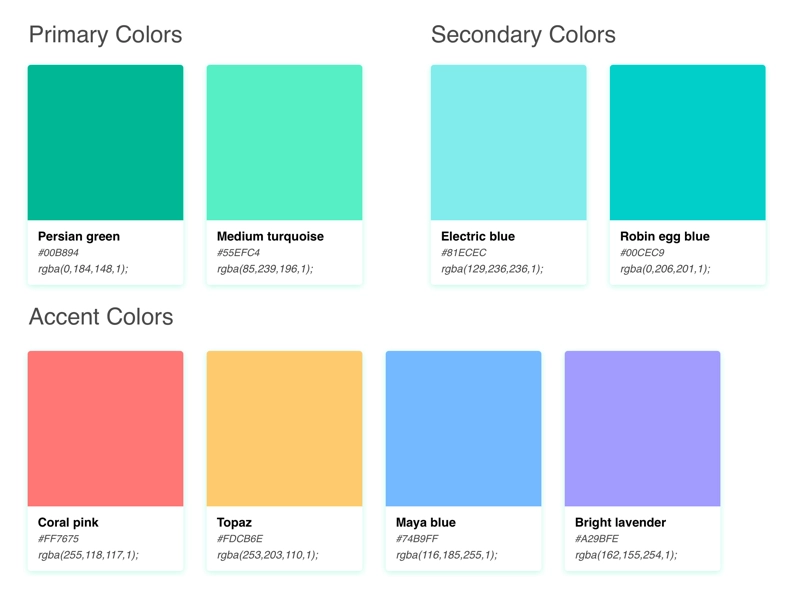 Primary Colors
Secondary Colors
Persian green
#00B894
rgba(0,184,148,1);
Medium turquoise
#55EFC4
rgba(85,239,196,1);
Electric blue
#81ECEC
rgba(129,236,236,1);
Robin egg blue
#00CEC9
rgba(0,206,201,1);
Accent Colors
Coral pink
#FF7675
rgba(255,118,117,1);
Topaz
#FDCB6E
rgba(253,203,110,1);
Maya blue
#74B9FF
rgba(116,185,255,1);
Bright lavender
#A29BFE
rgba(162,155,254,1);